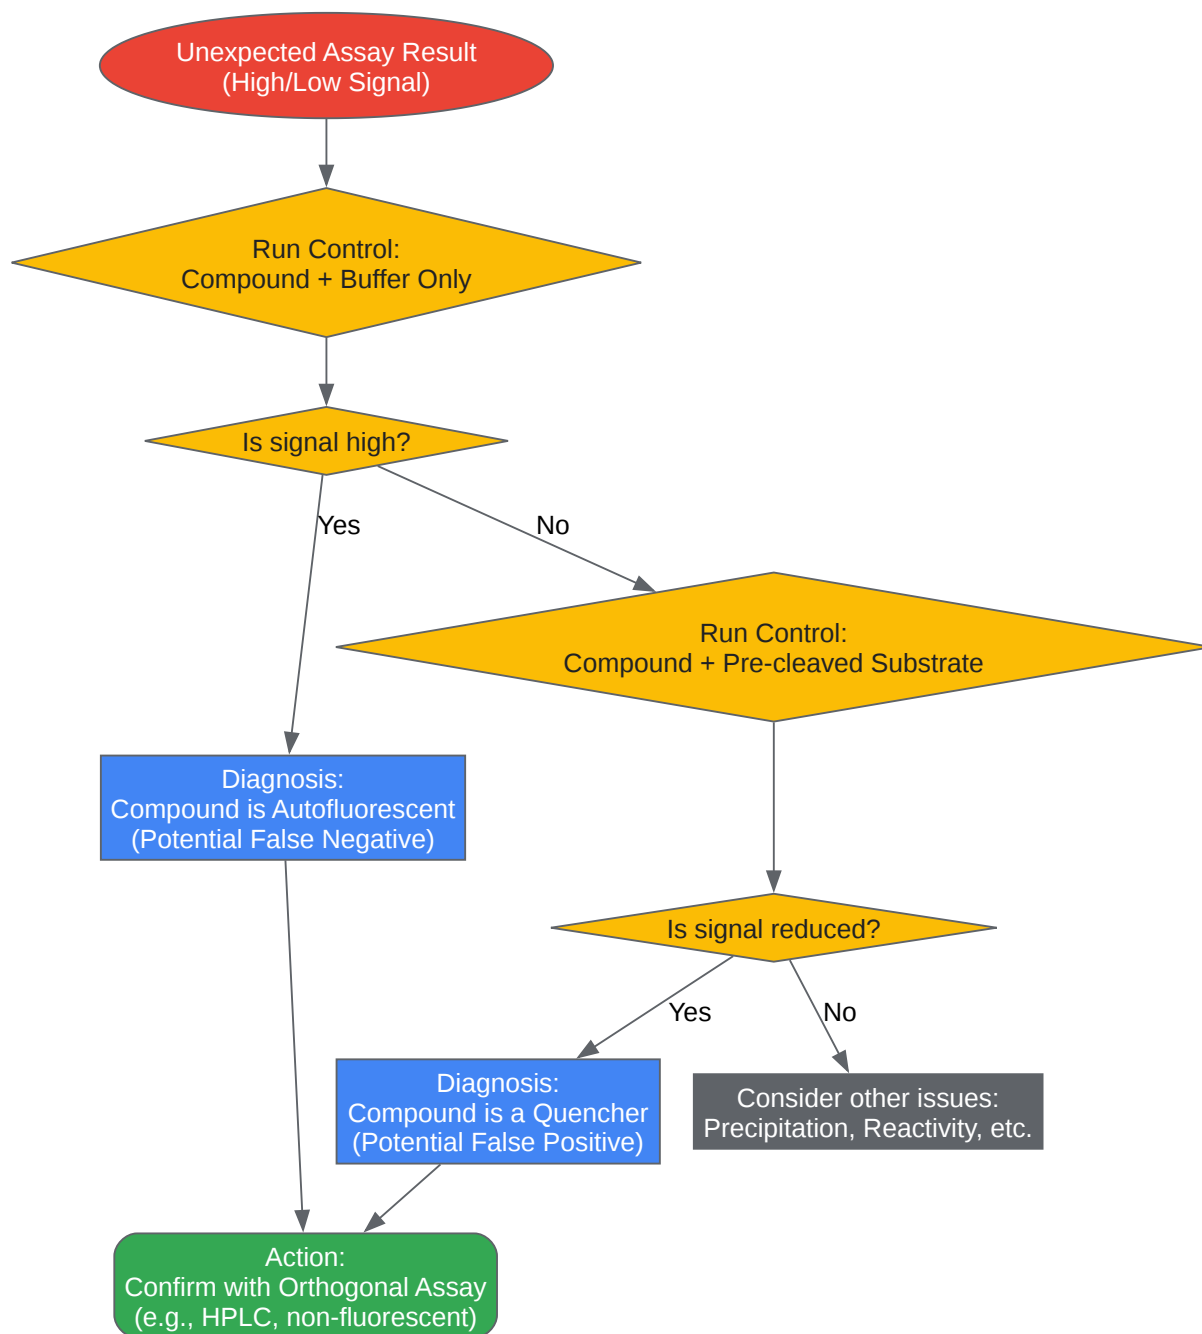 Unexpected Assay Result
(High/Low Signal)
Run Control:
Compound + Buffer Only
Is signal high?
Yes
No
Run Control:
Compound + Pre-cleaved Substrate
Diagnosis:
Compound is Autofluorescent
(Potential False Negative)
Is signal reduced?
Yes
No
Diagnosis:
Compound is a Quencher
(Potential False Positive)
Consider other issues:
Precipitation, Reactivity, etc.
Action:
Confirm with Orthogonal Assay
(e.g., HPLC, non-fluorescent)